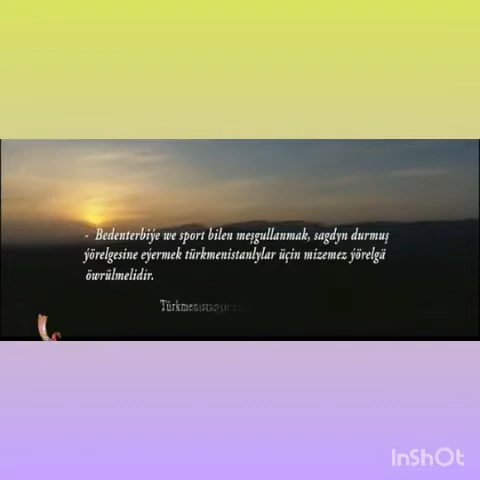 - Bedenterbiýe we sport bilen meşgullanmak, sagdyn durmuş
ýörelgesine eýermek türkmenistanlylar üçin mizemez ýörelgä
öwrülmelidir.
InShOt